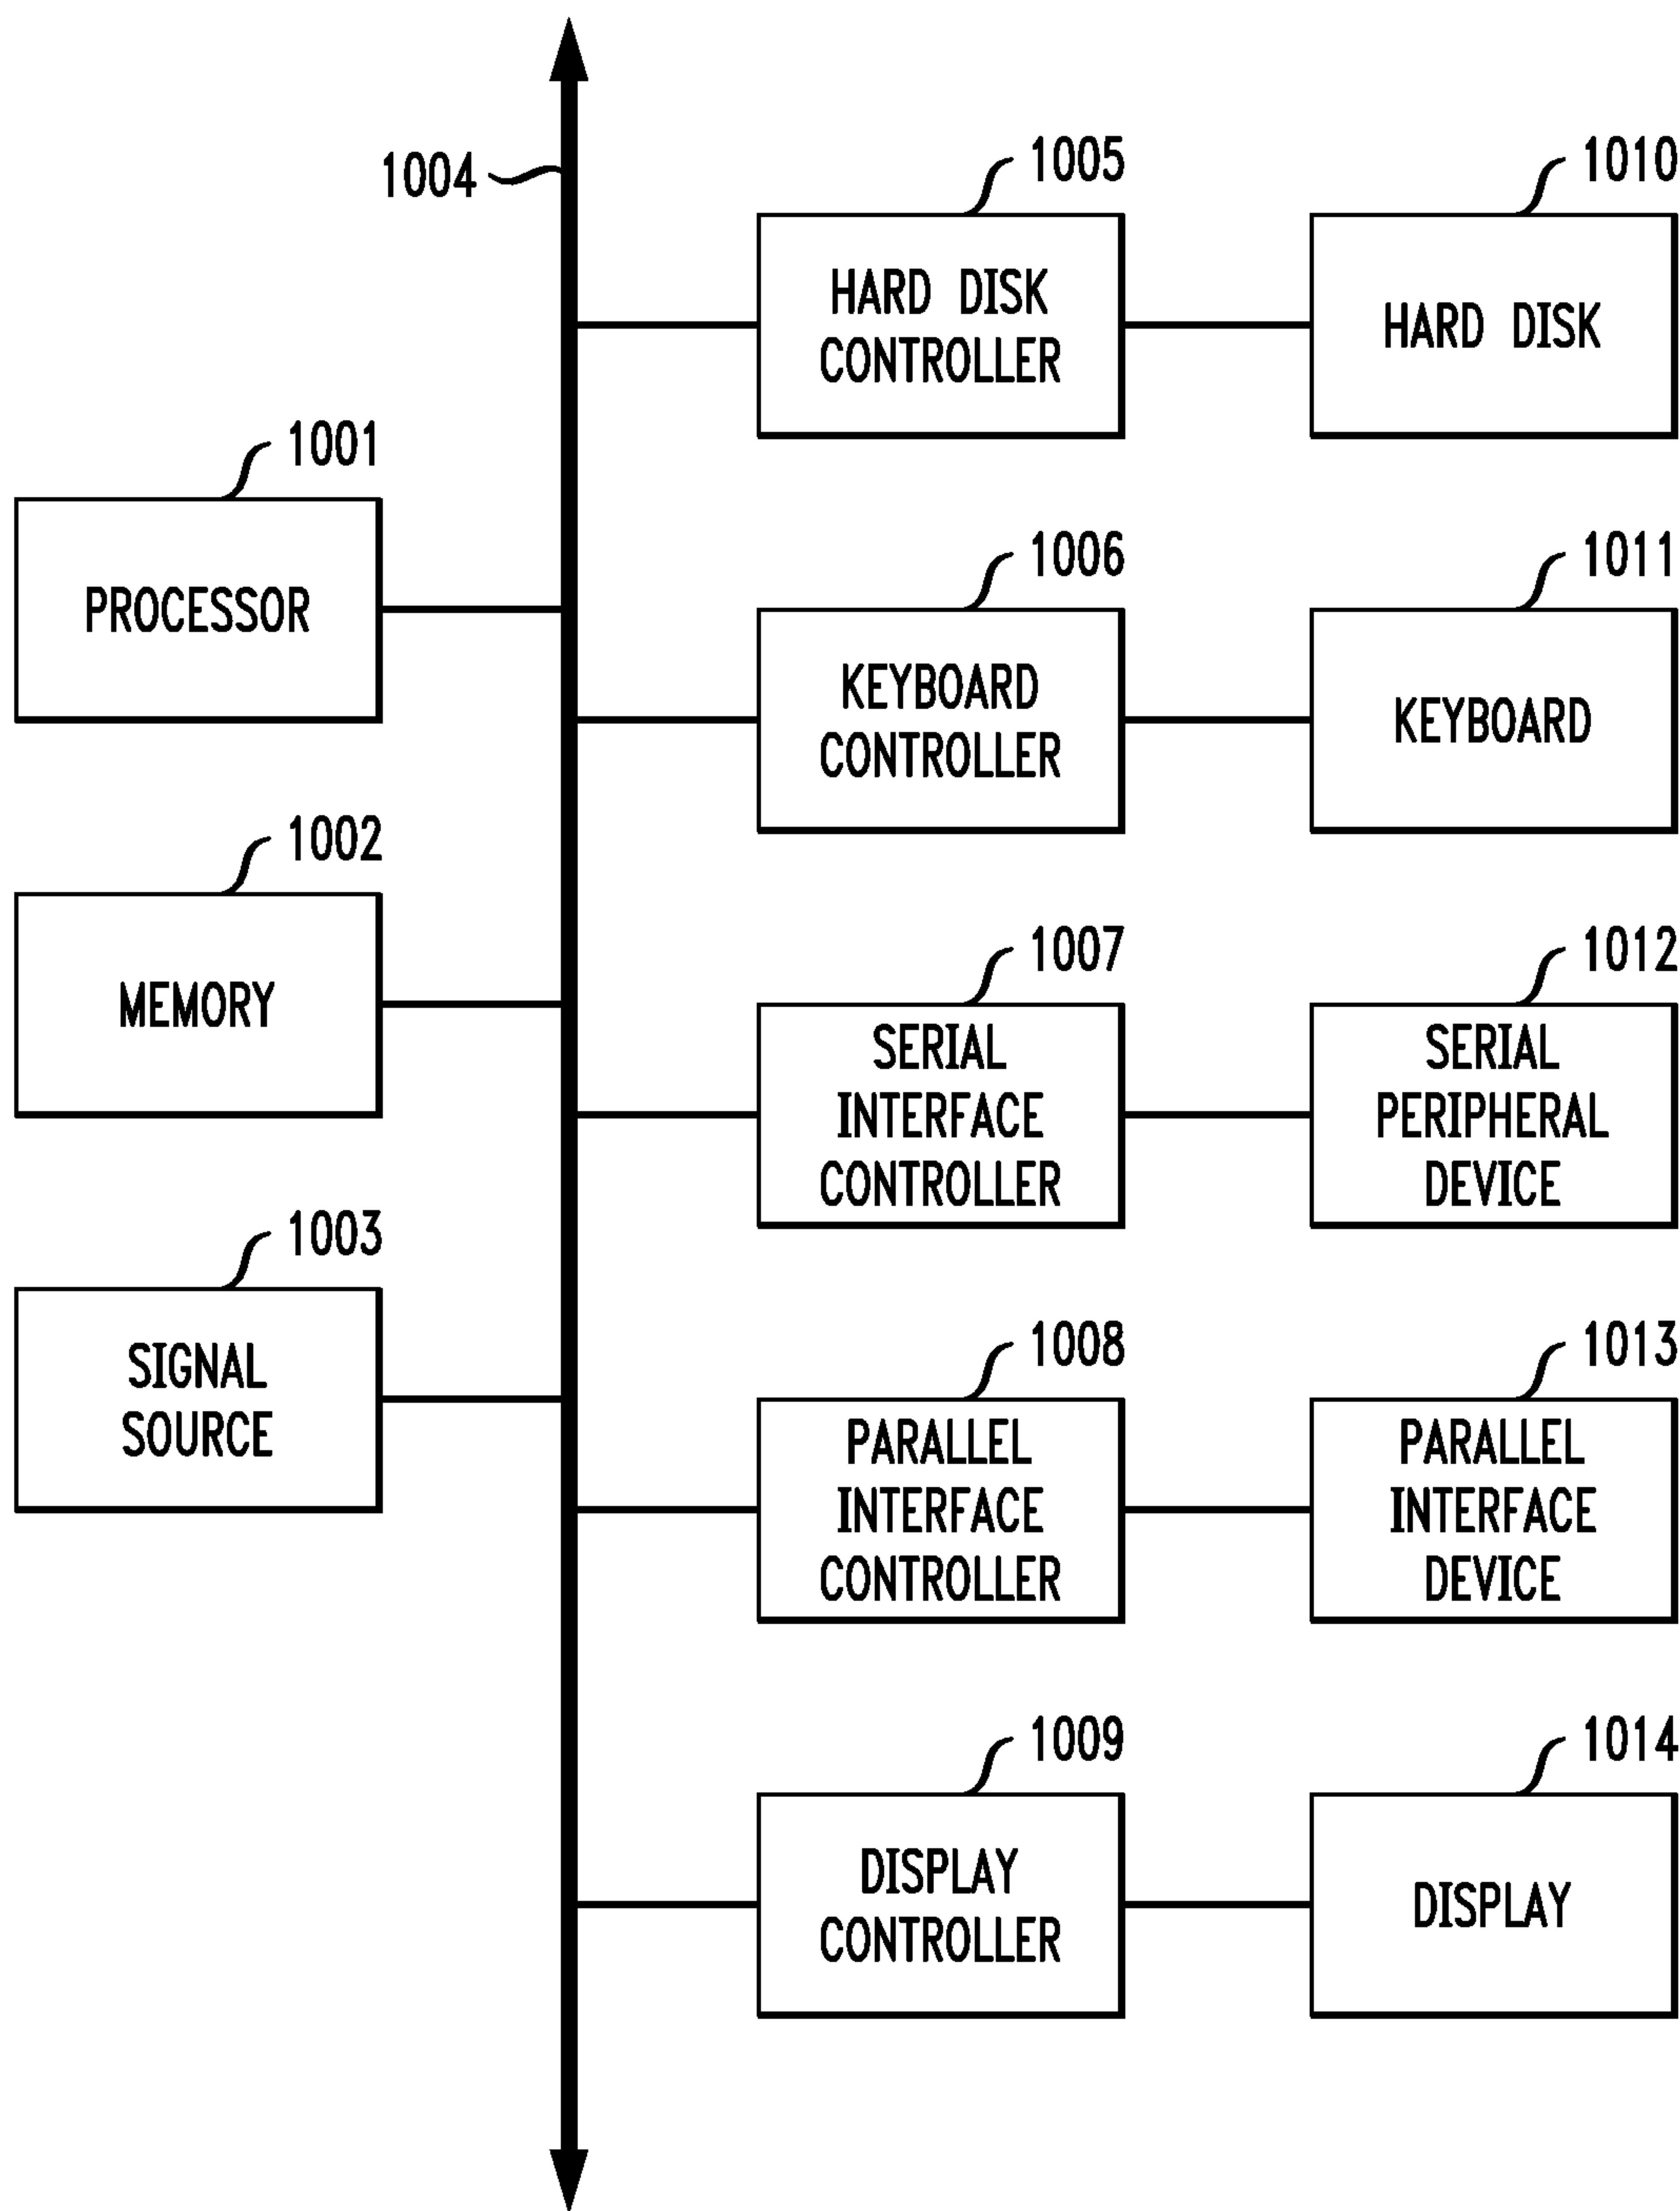 1004
1005
1010
HARD DISK
CONTROLLER
HARD DISK
1001
PROCESSOR
1006
1011
KEYBOARD
CONTROLLER
KEYBOARD
1002
MEMORY
1007
1012
SERIAL
INTERFACE
CONTROLLER
SERIAL
PERIPHERAL
DEVICE
1003
SIGNAL
SOURCE
1008
1013
PARALLEL
INTERFACE
CONTROLLER
PARALLEL
INTERFACE
DEVICE
1009
1014
DISPLAY
CONTROLLER
DISPLAY